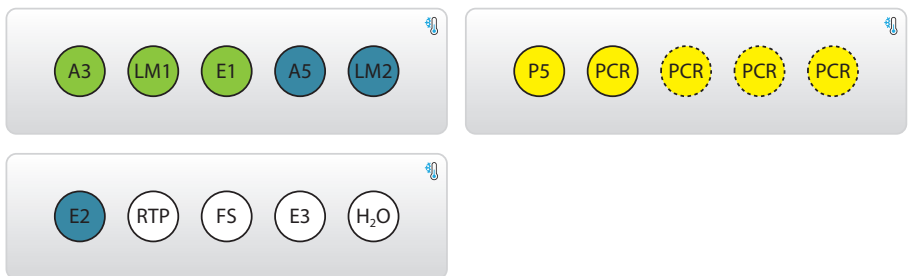 A3 LM1 E1 A5 LM2
P5 PCR PCR PCR PCR
E2 RTP FS E3 H₂O